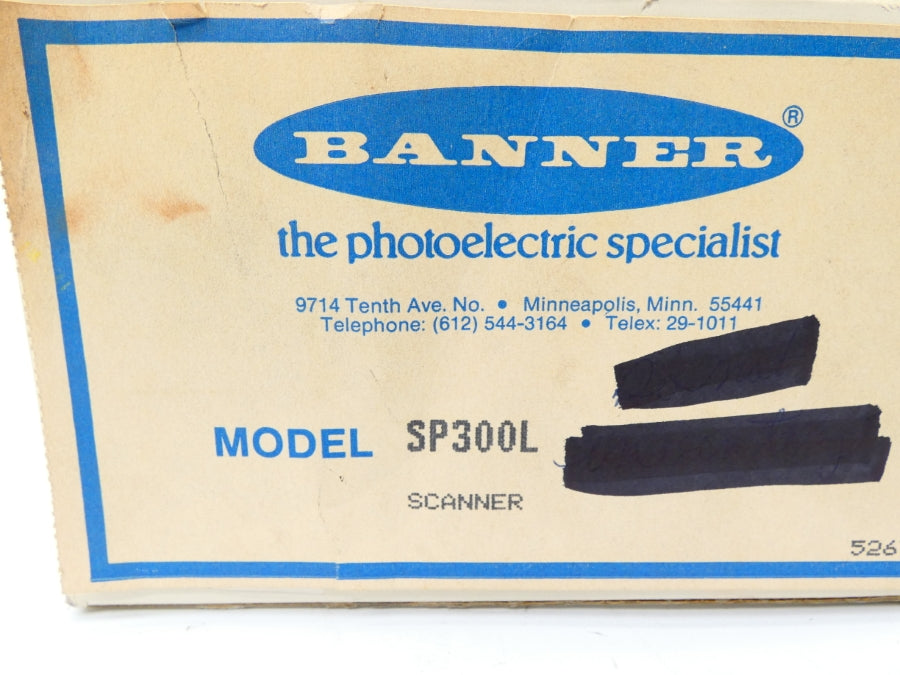 BANNER®
the photoelectric specialist
9714 Tenth Ave. No. • Minneapolis, Minn. 55441
Telephone: (612) 544-3164 • Telex: 29-1011
MODEL SP300L
SCANNER
526